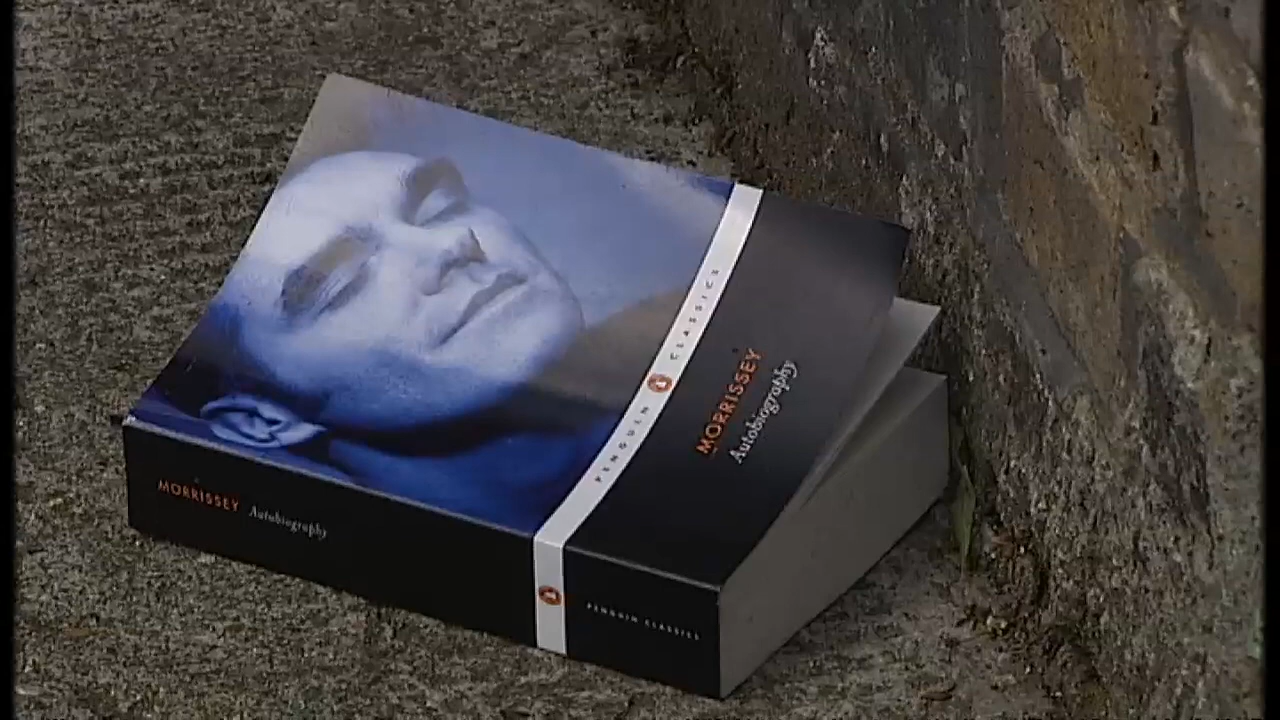 PENGUIN CLASSICS
MORRISSEY
Autobiography
MORRISSEY Autobiography
PENGUIN CLASSICS